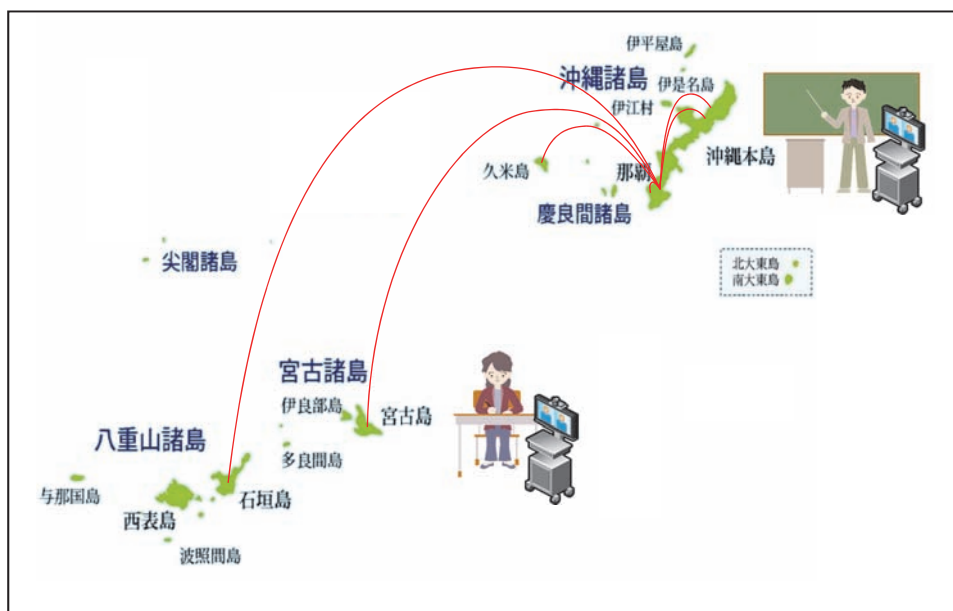 伊平屋島
沖縄諸島
伊是名島
伊江村
久米島
那覇
沖縄本島
慶良間諸島
尖閣諸島
北大東島
南大東島
宮古諸島
伊良部島
宮古島
八重山諸島
多良間島
与那国島
石垣島
西表島
波照間島